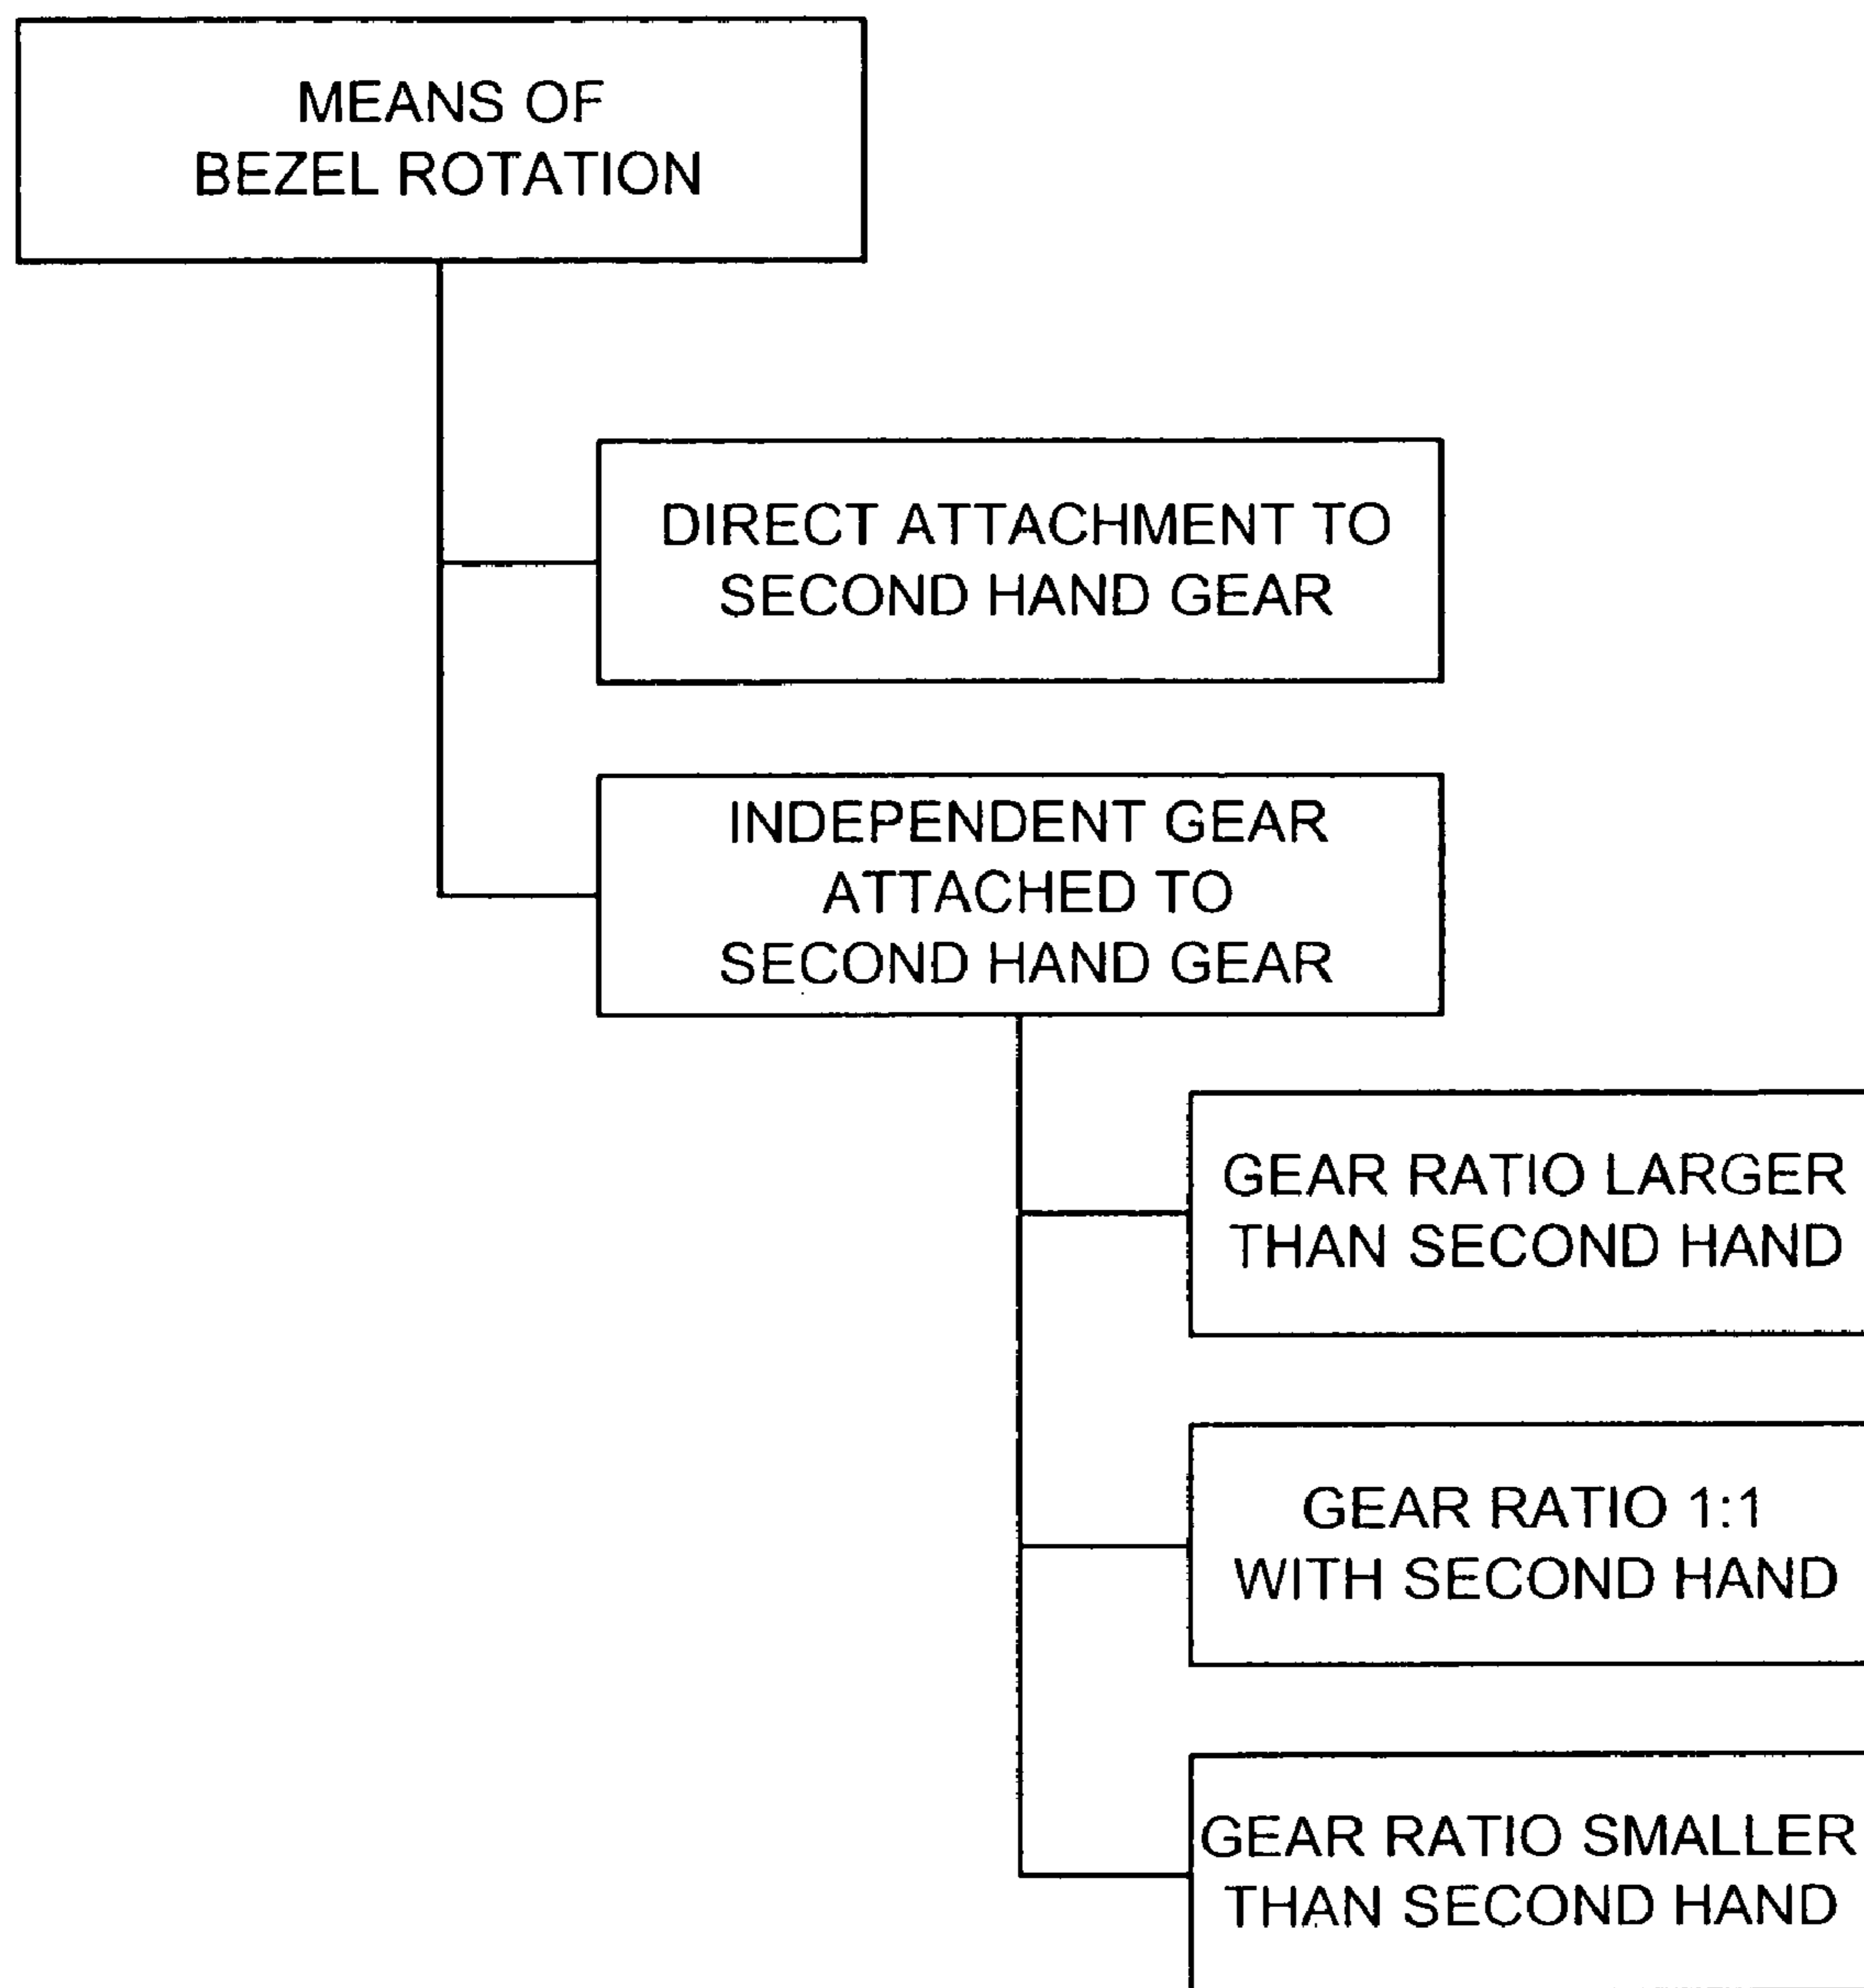 MEANS OF
BEZEL ROTATION
DIRECT ATTACHMENT TO
SECOND HAND GEAR
INDEPENDENT GEAR
ATTACHED TO
SECOND HAND GEAR
GEAR RATIO LARGER
THAN SECOND HAND
GEAR RATIO 1:1
WITH SECOND HAND
GEAR RATIO SMALLER
THAN SECOND HAND